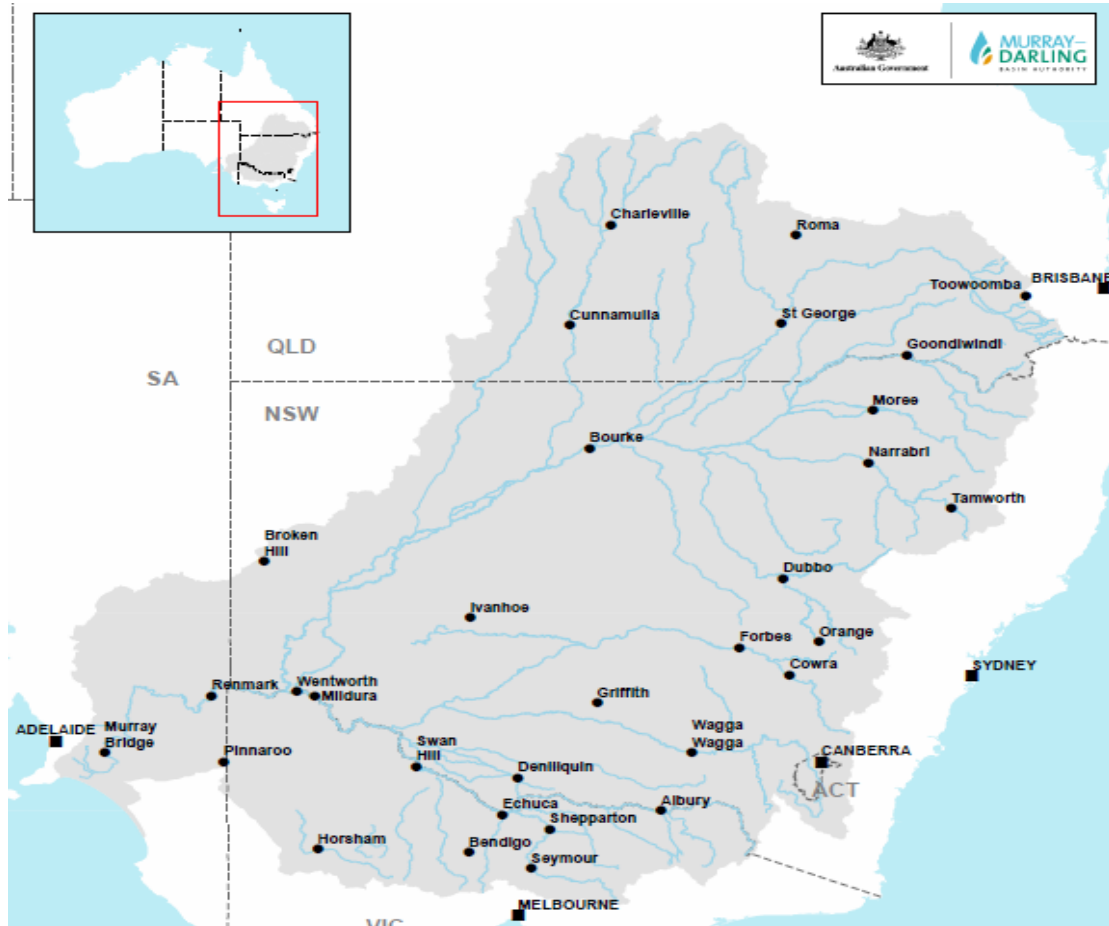 Australian Government
MURRAY–
DARLING
BASIN AUTHORITY
Charleville
Roma
Toowoomba
BRISBANE
Cunnamulla
St George
Goondiwindi
QLD
SA
NSW
Moree
Bourke
Narrabri
Tamworth
Broken
Hill
Dubbo
Ivanhoe
Forbes
Orange
Cowra
SYDNEY
Renmark
Wentworth
Mildura
Griffith
ADELAIDE
Murray
Bridge
Pinnaroo
Swan
Hill
Wagga
Wagga
CANBERRA
Deniliquin
ACT
Echuca
Albury
Shepparton
Horsham
Bendigo
Seymour
MELBOURNE
VIC